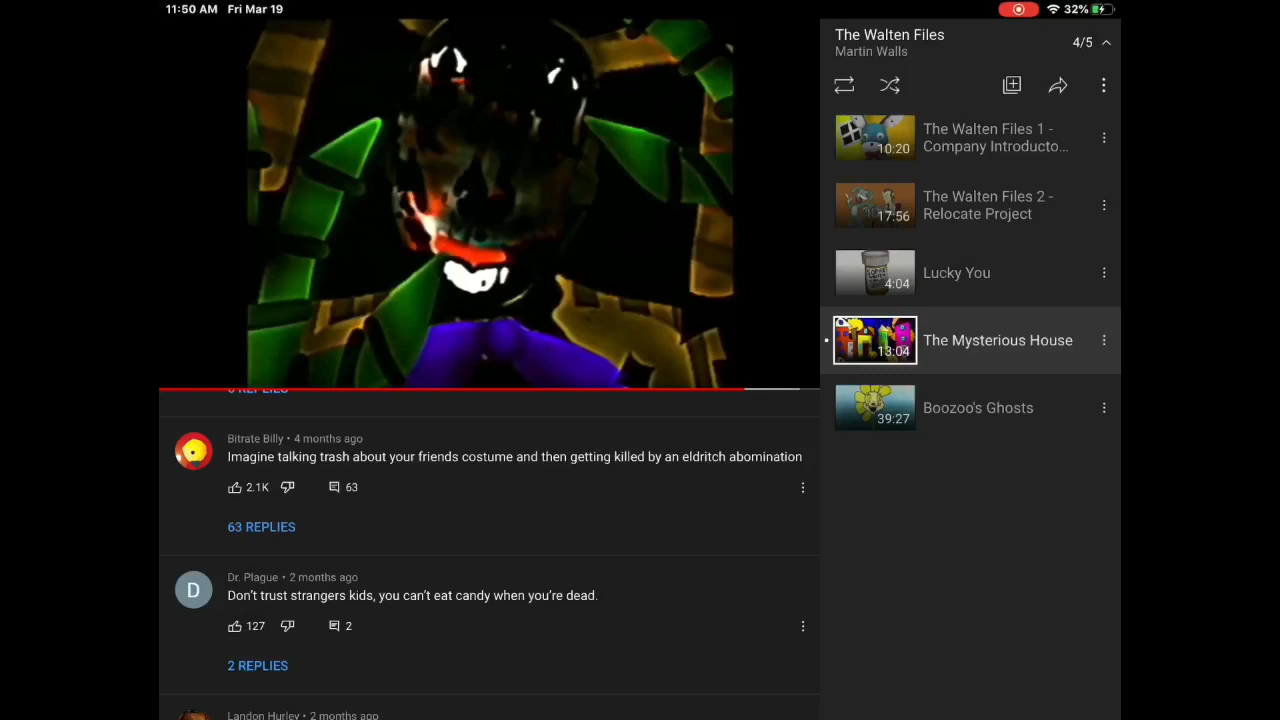 11:50 AM Fri Mar 19
32%
The Walten Files
Martin Walls
4/5
The Walten Files 1 -
Company Introducto...
10:20
The Walten Files 2 -
Relocate Project
17:56
Lucky You
4:04
The Mysterious House
13:04
Boozoo's Ghosts
39:27
6 REPLIES
Bitrate Billy • 4 months ago
Imagine talking trash about your friends costume and then getting killed by an eldritch abomination
2.1K 63
63 REPLIES
D
Dr. Plague • 2 months ago
Don't trust strangers kids, you can't eat candy when you're dead.
127 2
2 REPLIES
Landon Hurley • 2 months ago